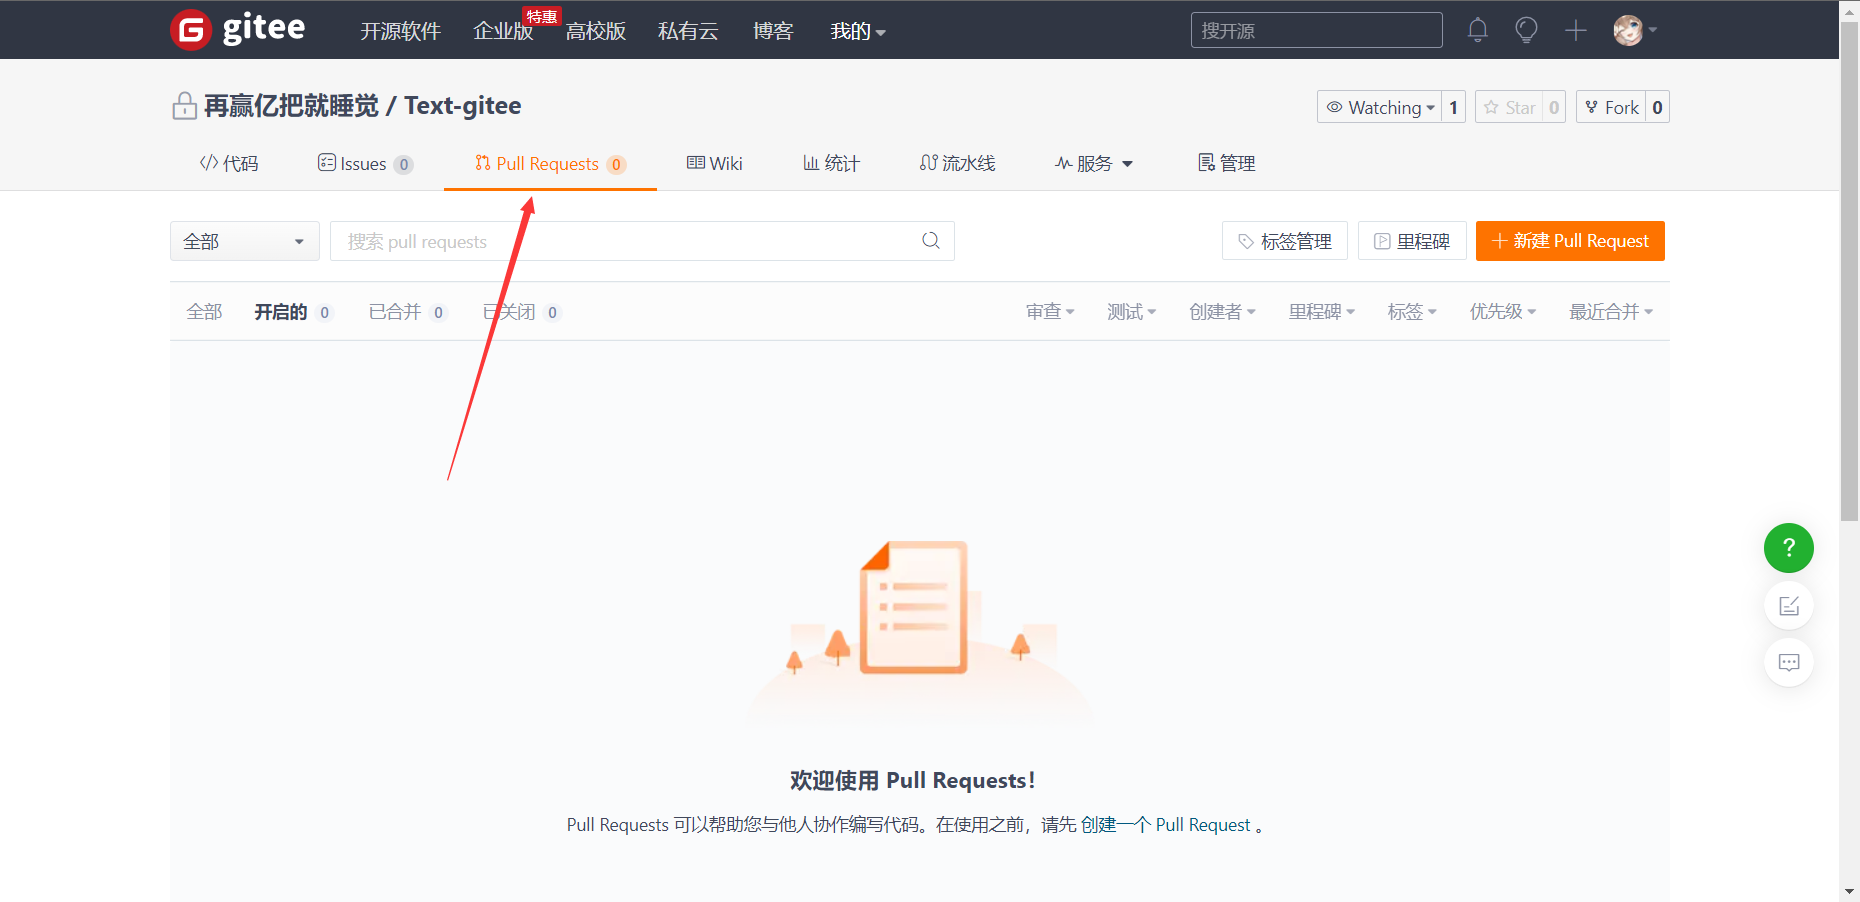 gitee 开源软件 企业版 特惠 高校版 私有云 博客 我的 搜开源
再赢亿把就睡觉 / Text-gitee Watching 1 Star 0 Fork 0
代码 Issues 0 Pull Requests 0 Wiki 统计 流水线 服务 管理
全部 搜索 pull requests 标签管理 里程碑 新建 Pull Request
全部 开启的 0 已合并 0 已关闭 0 审查 测试 创建者 里程碑 标签 优先级 最近合并
?
欢迎使用 Pull Requests!
Pull Requests 可以帮助您与他人协作编写代码。在使用之前，请先 创建一个 Pull Request 。